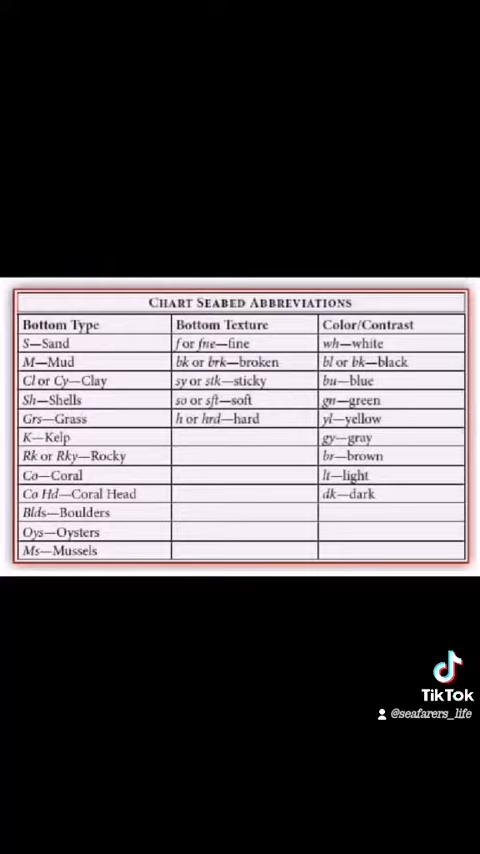 CHART SEABED ABBREVIATIONS
Bottom Type Bottom Texture Color/Contrast
S—Sand f or fne—fine wh—white
M—Mud bk or brk—broken bl or bk—black
Cl or Cy—Clay sy or stk—sticky bu—blue
Sh—Shells so or sft—soft gn—green
Grs—Grass h or hrd—hard yl—yellow
K—Kelp gy—gray
Rk or Rky—Rocky br—brown
Co—Coral lt—light
Co Hd—Coral Head dk—dark
Blds—Boulders
Oys—Oysters
Ms—Mussels
TikTok
@seafarers_life